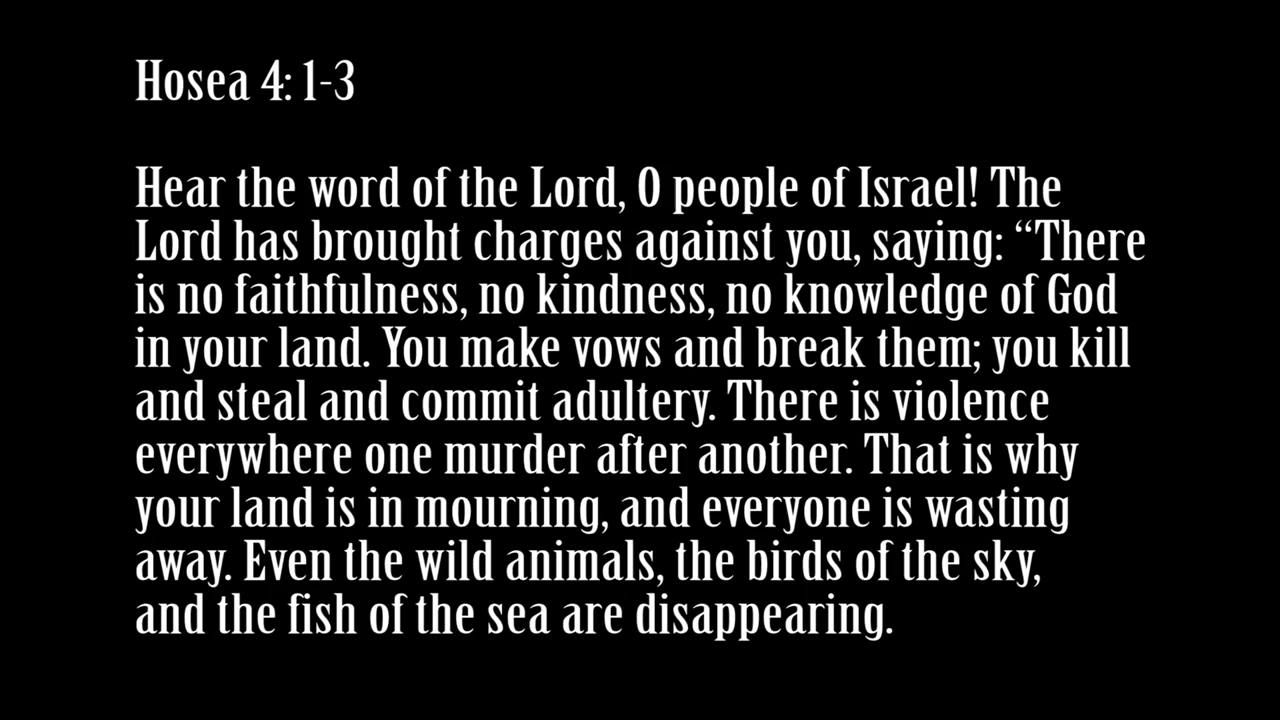 Hosea 4: 1-3
Hear the word of the Lord, O people of Israel! The
Lord has brought charges against you, saying: “There
is no faithfulness, no kindness, no knowledge of God
in your land. You make vows and break them; you kill
and steal and commit adultery. There is violence
everywhere one murder after another. That is why
your land is in mourning, and everyone is wasting
away. Even the wild animals, the birds of the sky,
and the fish of the sea are disappearing.